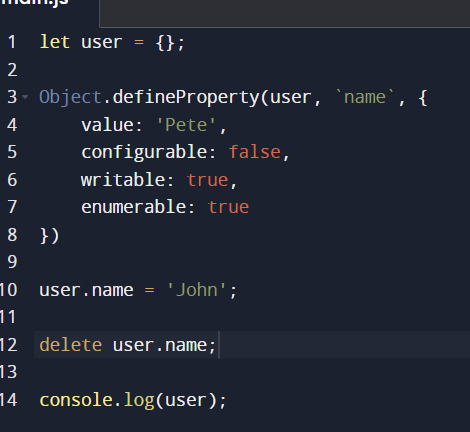 main.js
1 let user = {};
2
3 Object.defineProperty(user, `name`, {
4     value: 'Pete',
5     configurable: false,
6     writable: true,
7     enumerable: true
8 })
9
10 user.name = 'John';
11
12 delete user.name;
13
14 console.log(user);